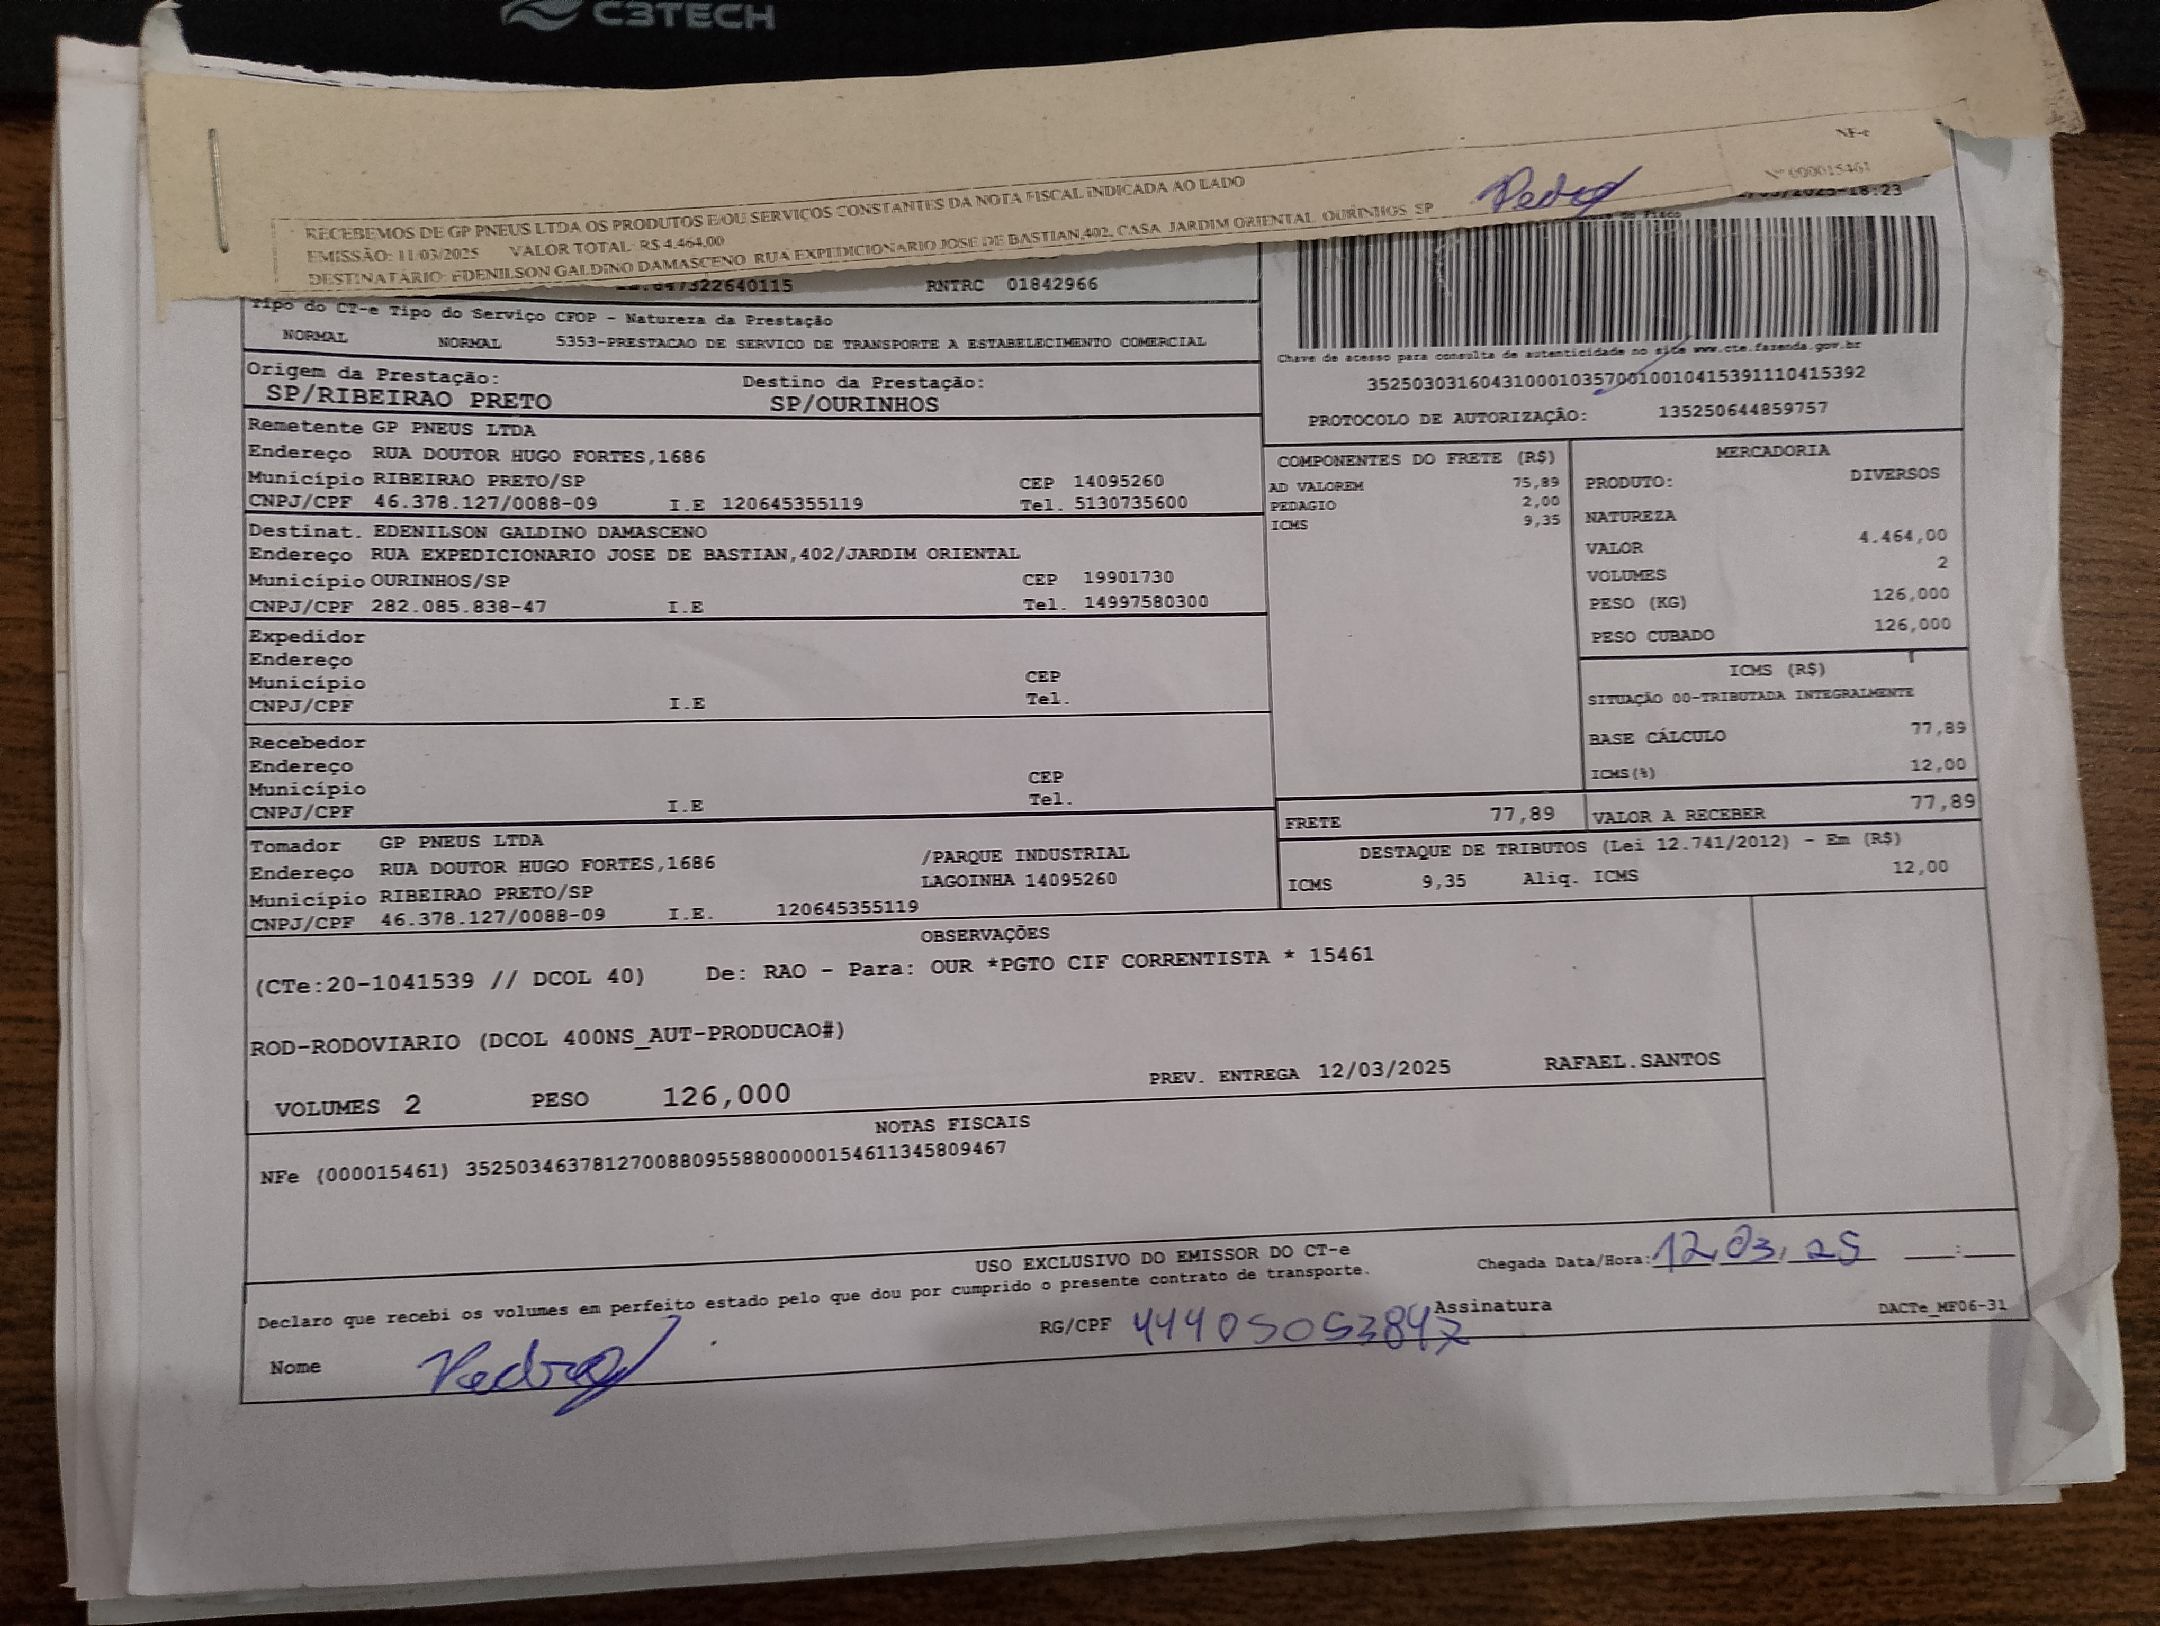 C3TECH
NF-e
Nº 000015461
RECEBEMOS DE GP PNEUS LTDA OS PRODUTOS E/OU SERVIÇOS CONSTANTES DA NOTA FISCAL INDICADA AO LADO
EMISSÃO: 11/03/2025 VALOR TOTAL: R$ 4.464,00
DESTINATÁRIO: EDENILSON GALDINO DAMASCENO RUA EXPEDICIONARIO JOSE DE BASTIAN,402, CASA JARDIM ORIENTAL OURINHOS SP
Pedro
18:23
RNTRC 01842966
Tipo do CT-e Tipo do Serviço CFOP - Natureza da Prestação
NORMAL NORMAL 5353-PRESTACAO DE SERVICO DE TRANSPORTE A ESTABELECIMENTO COMERCIAL
Chave de acesso para consulta de autenticidade no site www.cte.fazenda.gov.br
35250303160431000103570010010415391110415392
PROTOCOLO DE AUTORIZAÇÃO: 135250644859757
Origem da Prestação: Destino da Prestação:
SP/RIBEIRAO PRETO SP/OURINHOS
Remetente GP PNEUS LTDA
Endereço RUA DOUTOR HUGO FORTES,1686
Município RIBEIRAO PRETO/SP CEP 14095260
CNPJ/CPF 46.378.127/0088-09 I.E 120645355119 Tel. 5130735600
Destinat. EDENILSON GALDINO DAMASCENO
Endereço RUA EXPEDICIONARIO JOSE DE BASTIAN,402/JARDIM ORIENTAL
Município OURINHOS/SP CEP 19901730
CNPJ/CPF 282.085.838-47 I.E Tel. 14997580300
Expedidor
Endereço
Município CEP
CNPJ/CPF I.E Tel.
Recebedor
Endereço
Município CEP
CNPJ/CPF I.E Tel.
Tomador GP PNEUS LTDA
Endereço RUA DOUTOR HUGO FORTES,1686 /PARQUE INDUSTRIAL
Município RIBEIRAO PRETO/SP LAGOINHA 14095260
CNPJ/CPF 46.378.127/0088-09 I.E. 120645355119
COMPONENTES DO FRETE (R$)
AD VALOREM 75,89
PEDAGIO 2,00
ICMS 9,35
MERCADORIA
PRODUTO: DIVERSOS
NATUREZA
VALOR 4.464,00
VOLUMES 2
PESO (KG) 126,000
PESO CUBADO 126,000
ICMS (R$)
SITUAÇÃO 00-TRIBUTADA INTEGRALMENTE
BASE CÁLCULO 77,89
ICMS(%) 12,00
FRETE 77,89 VALOR A RECEBER 77,89
DESTAQUE DE TRIBUTOS (Lei 12.741/2012) - Em (R$)
ICMS 9,35 Aliq. ICMS 12,00
OBSERVAÇÕES
(CTe:20-1041539 // DCOL 40) De: RAO - Para: OUR *PGTO CIF CORRENTISTA * 15461
ROD-RODOVIARIO (DCOL 400NS_AUT-PRODUCAO#)
VOLUMES 2 PESO 126,000 PREV. ENTREGA 12/03/2025 RAFAEL.SANTOS
NOTAS FISCAIS
NFe (000015461) 35250346378127008809558800000154611345809467
USO EXCLUSIVO DO EMISSOR DO CT-e
Chegada Data/Hora: 12 03 25 __:__
Declaro que recebi os volumes em perfeito estado pelo que dou por cumprido o presente contrato de transporte.
Nome Pedro RG/CPF Assinatura DACTe_MF06-31